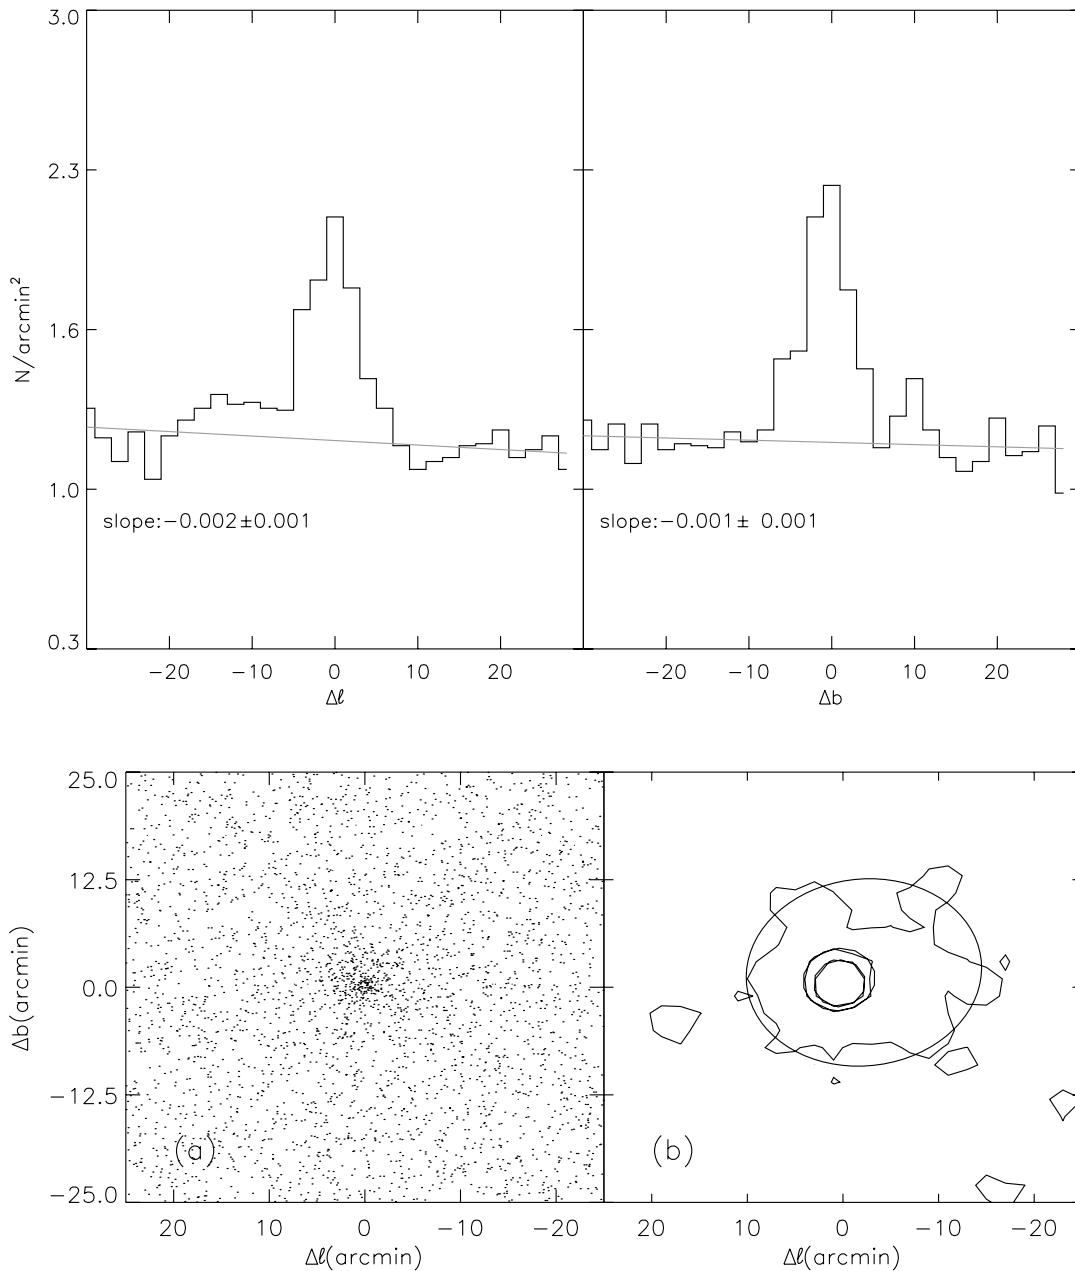 3.0
2.3
1.6
1.0
0.3
N/arcmin²
slope:−0.002±0.001
slope:−0.001± 0.001
−20 −10 0 10 20
−20 −10 0 10 20
Δℓ
Δb
25.0
12.5
0.0
−12.5
−25.0
Δb(arcmin)
(a)
(b)
20 10 0 −10 −20
20 10 0 −10 −20
Δℓ(arcmin)
Δℓ(arcmin)